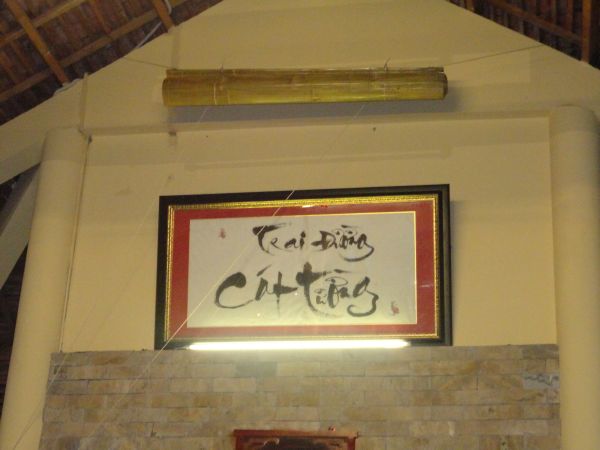 Trai Đường
Cát Tường